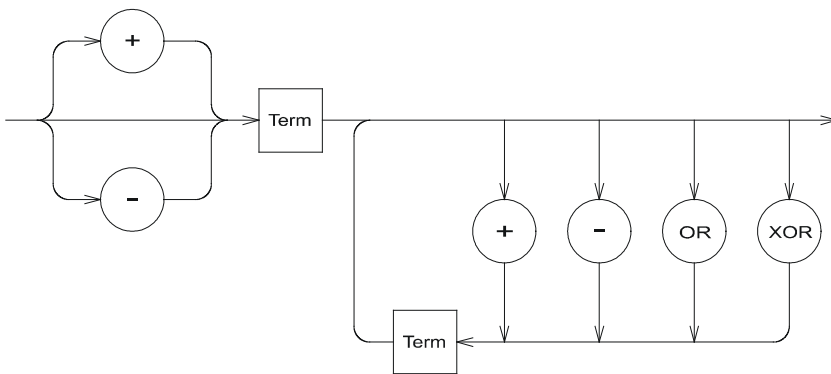 +
Term
-
+
-
OR
XOR
Term